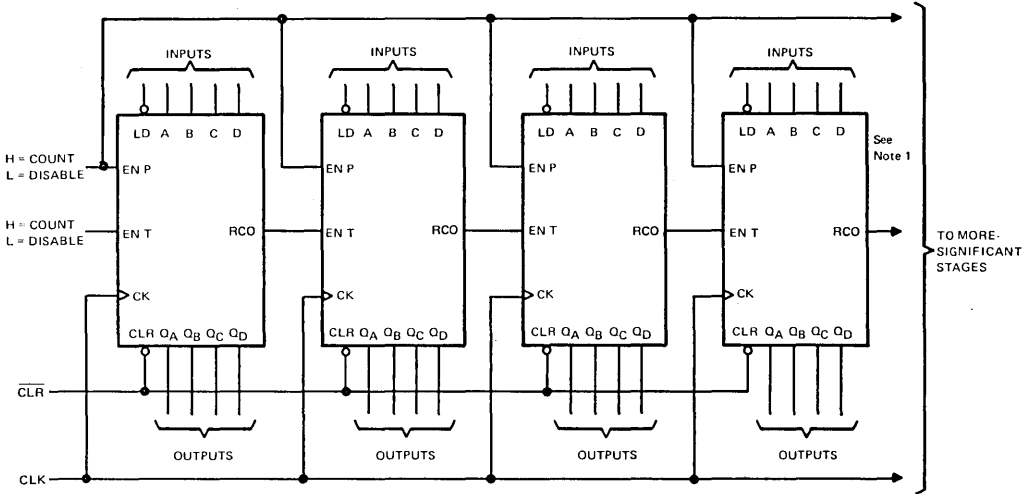 INPUTS INPUTS INPUTS INPUTS
LD A B C D LD A B C D LD A B C D LD A B C D
See
Note 1
H = COUNT
L = DISABLE
EN P EN P EN P EN P
H = COUNT
L = DISABLE
EN T RCO EN T RCO EN T RCO EN T RCO
TO MORE-
SIGNIFICANT
STAGES
CK CK CK CK
CLR QA QB QC QD CLR QA QB QC QD CLR QA QB QC QD CLR QA QB QC QD
CLR
OUTPUTS OUTPUTS OUTPUTS OUTPUTS
CLK